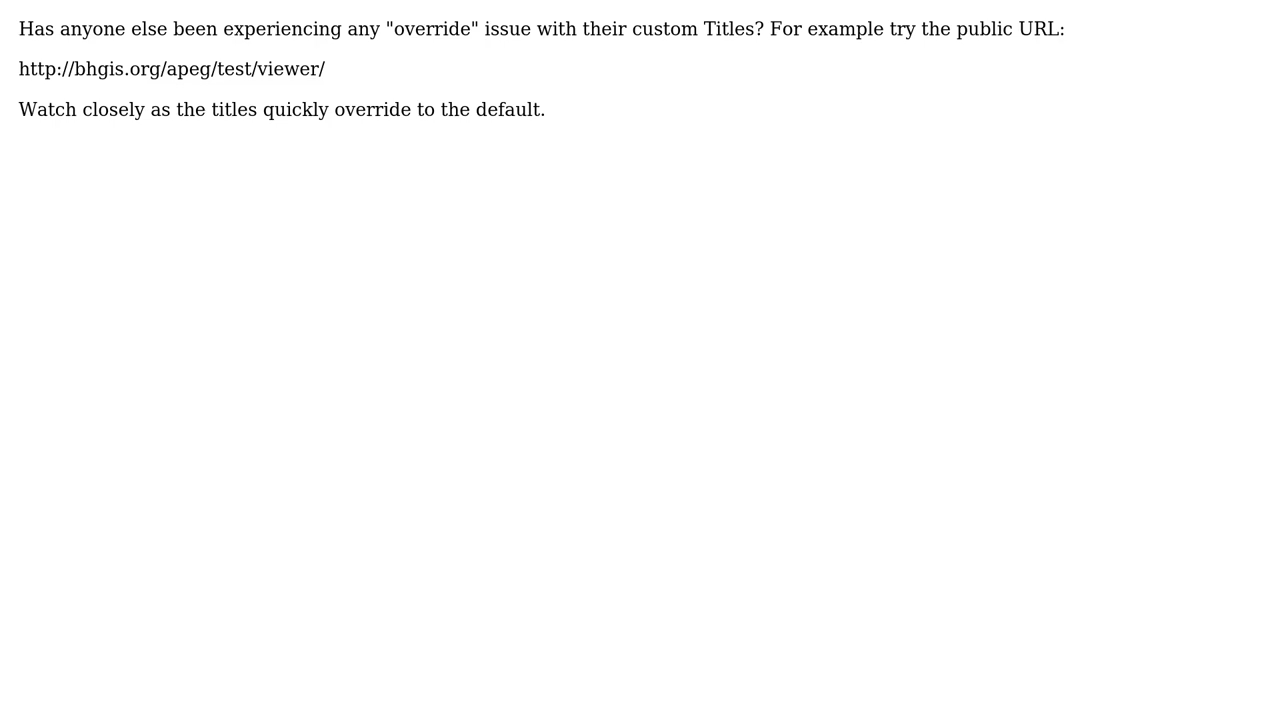 Has anyone else been experiencing any "override" issue with their custom Titles? For example try the public URL:
http://bhgis.org/apeg/test/viewer/
Watch closely as the titles quickly override to the default.